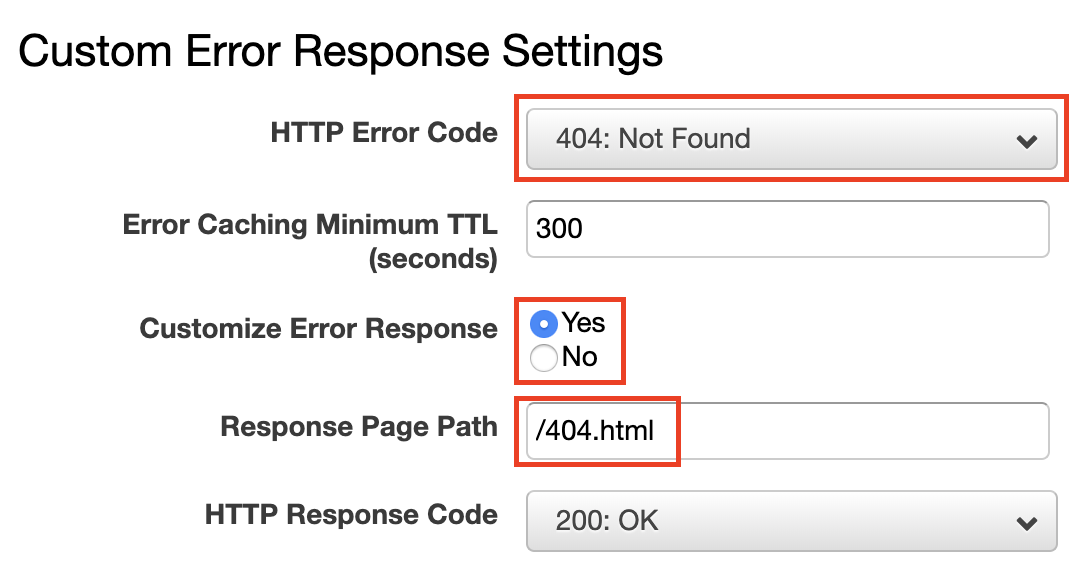 Custom Error Response Settings
HTTP Error Code
404: Not Found
Error Caching Minimum TTL
(seconds)
300
Customize Error Response
Yes
No
Response Page Path
/404.html
HTTP Response Code
200: OK